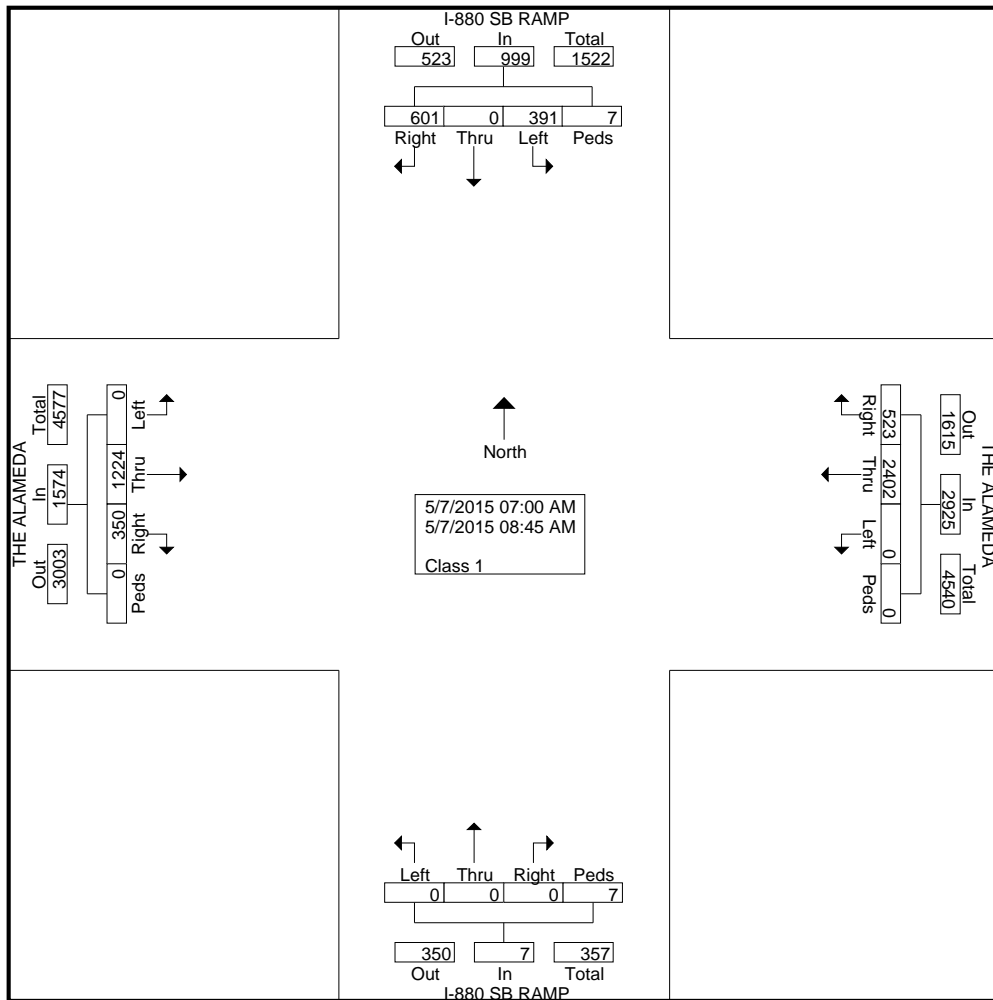 I-880 SB RAMP
Out In Total
523 999 1522
601 0 391 7
Right Thru Left Peds
THE ALAMEDA
Total In Out
4577 1574 3003
0 1224 350 0
Left Thru Right Peds
North
5/7/2015 07:00 AM
5/7/2015 08:45 AM
Class 1
THE ALAMEDA
Out In Total
1615 2925 4540
523 2402 0 0
Right Thru Left Peds
Left Thru Right Peds
0 0 0 7
350 7 357
Out In Total
I-880 SB RAMP